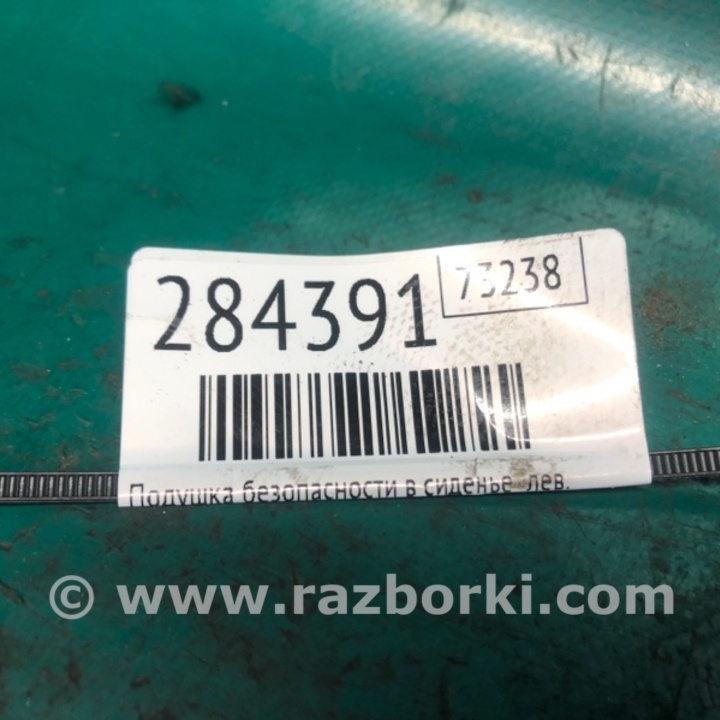 284391
73238
Подушка безопасности в сиденье лев.
© www.razborki.com